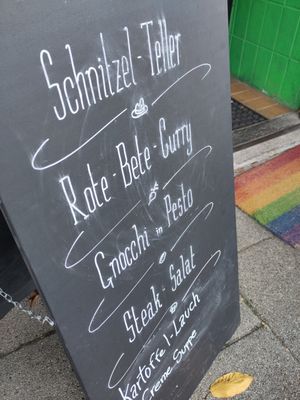 Schnitzel-Teller
Rote-Bete-Curry
Gnocchi in Pesto
Steak-Salat
Kartoffel-Lauch
Creme Suppe